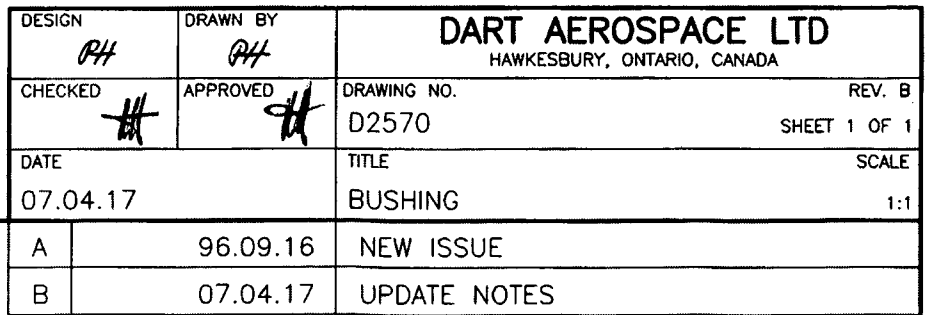 DESIGN
PH
DRAWN BY
PH
DART AEROSPACE LTD
HAWKESBURY, ONTARIO, CANADA
CHECKED
APPROVED
DRAWING NO.
REV. B
D2570
SHEET 1 OF 1
DATE
07.04.17
TITLE
SCALE
BUSHING
1:1
A
96.09.16
NEW ISSUE
B
07.04.17
UPDATE NOTES